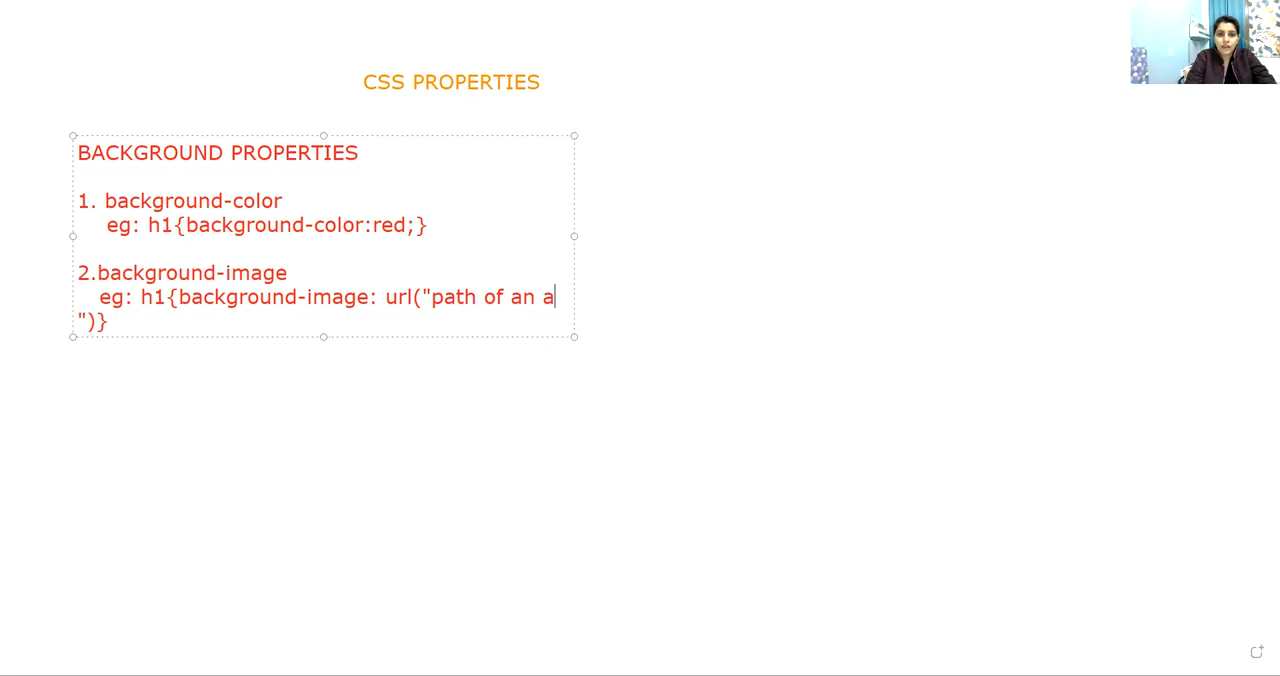 CSS PROPERTIES
BACKGROUND PROPERTIES
1. background-color
eg: h1{background-color:red;}
2.background-image
eg: h1{background-image: url("path of an a
")}